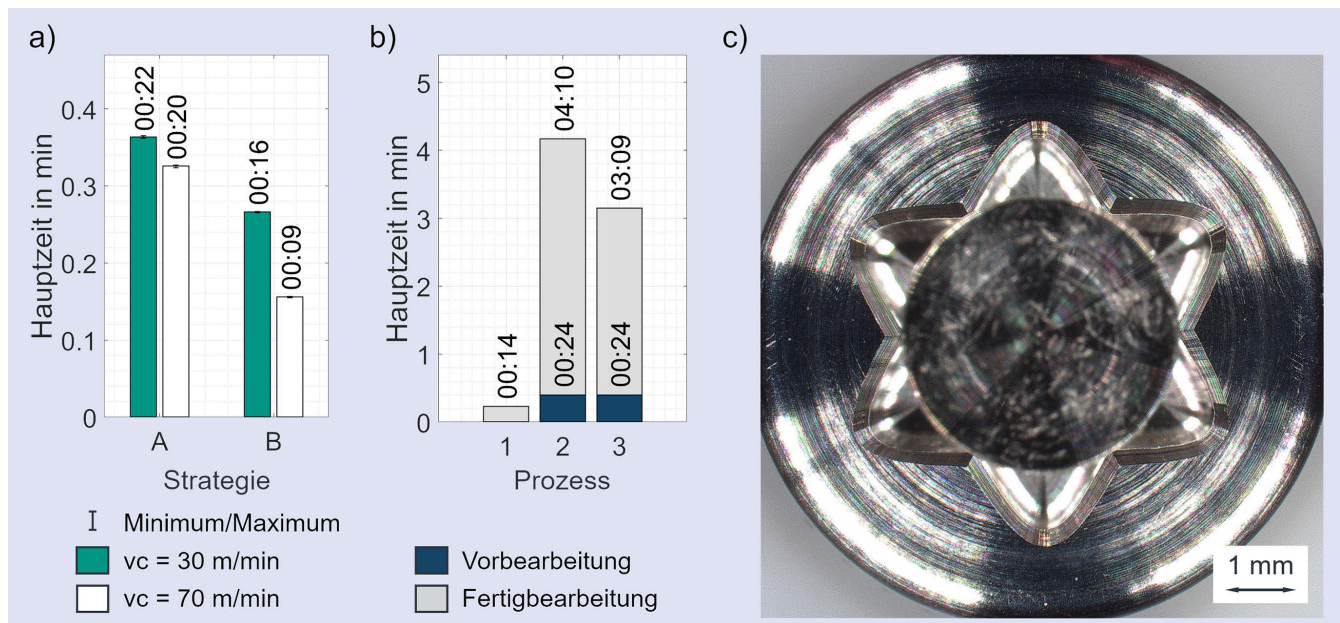 a)
Hauptzeit in min
0.4
0.3
0.2
0.1
0
00:22
00:20
00:16
00:09
A
B
Strategie
Minimum/Maximum
vc = 30 m/min
vc = 70 m/min
b)
Hauptzeit in min
5
4
3
2
1
0
00:14
04:10
00:24
03:09
00:24
1
2
3
Prozess
Vorbearbeitung
Fertigbearbeitung
c)
1 mm